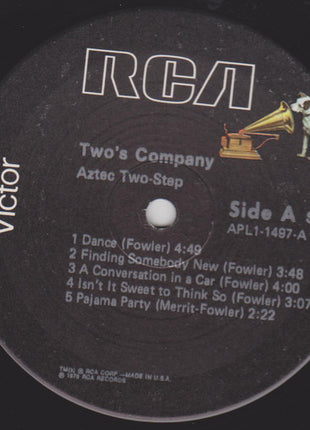 RCA
Victor
Two's Company
Aztec Two-Step
Side A S
APL1-1497-A
1 Dance (Fowler) 4:49
2 Finding Somebody New (Fowler) 3:48
3 A Conversation in a Car (Fowler) 4:00
4 Isn't It Sweet to Think So (Fowler) 3:07
5 Pajama Party (Merrit-Fowler) 2:22
TM(s) ® RCA CORP.—MADE IN U.S.A.
℗ 1976 RCA RECORDS